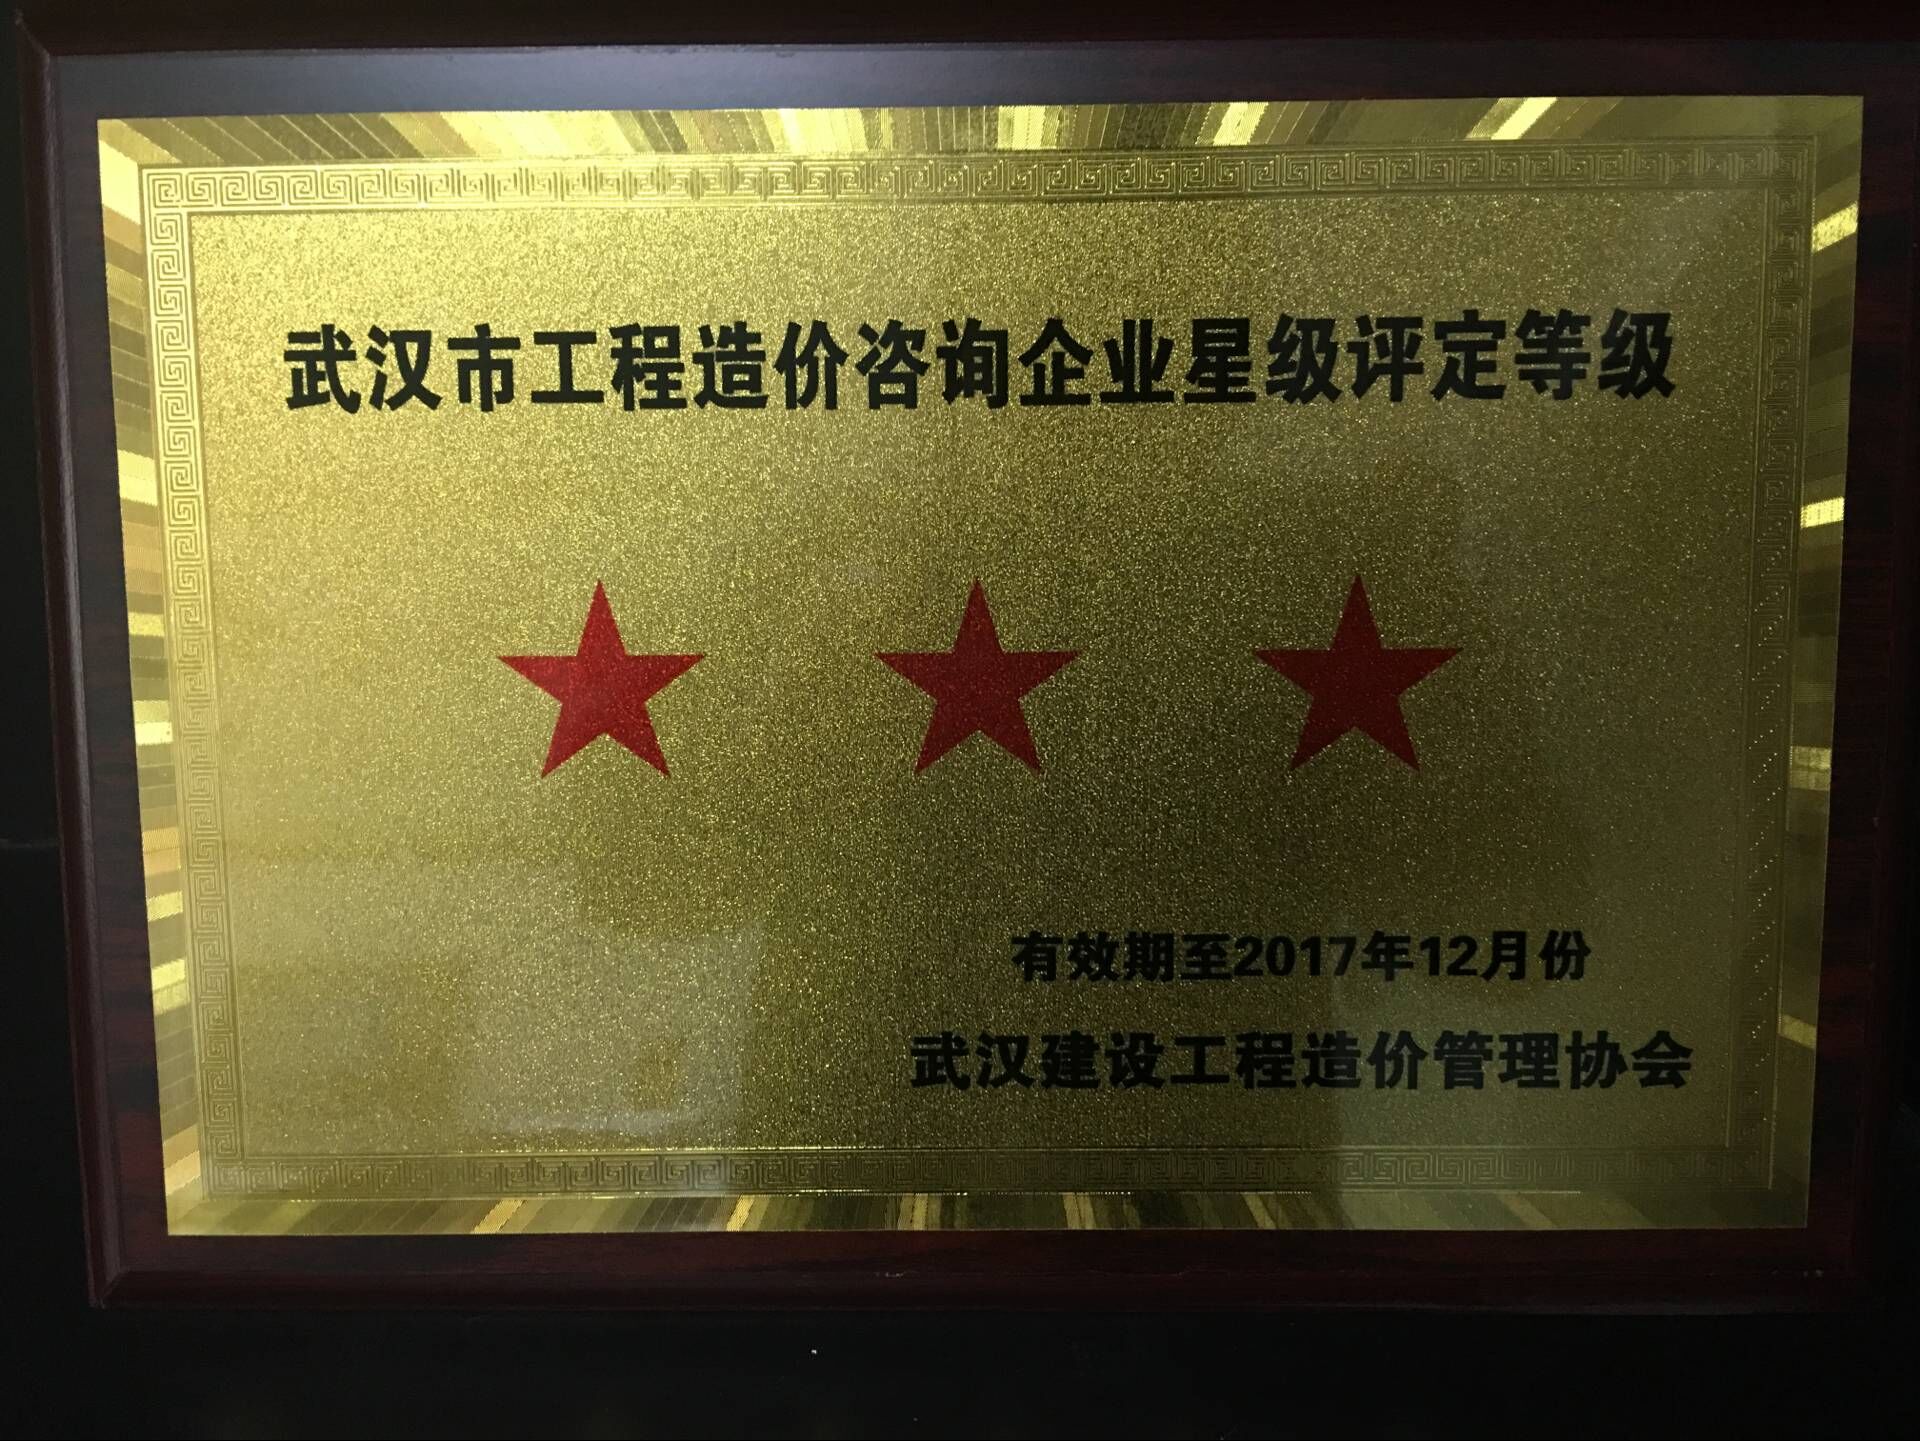 武汉市工程造价咨询企业星级评定等级
有效期至2017年12月份
武汉建设工程造价管理协会